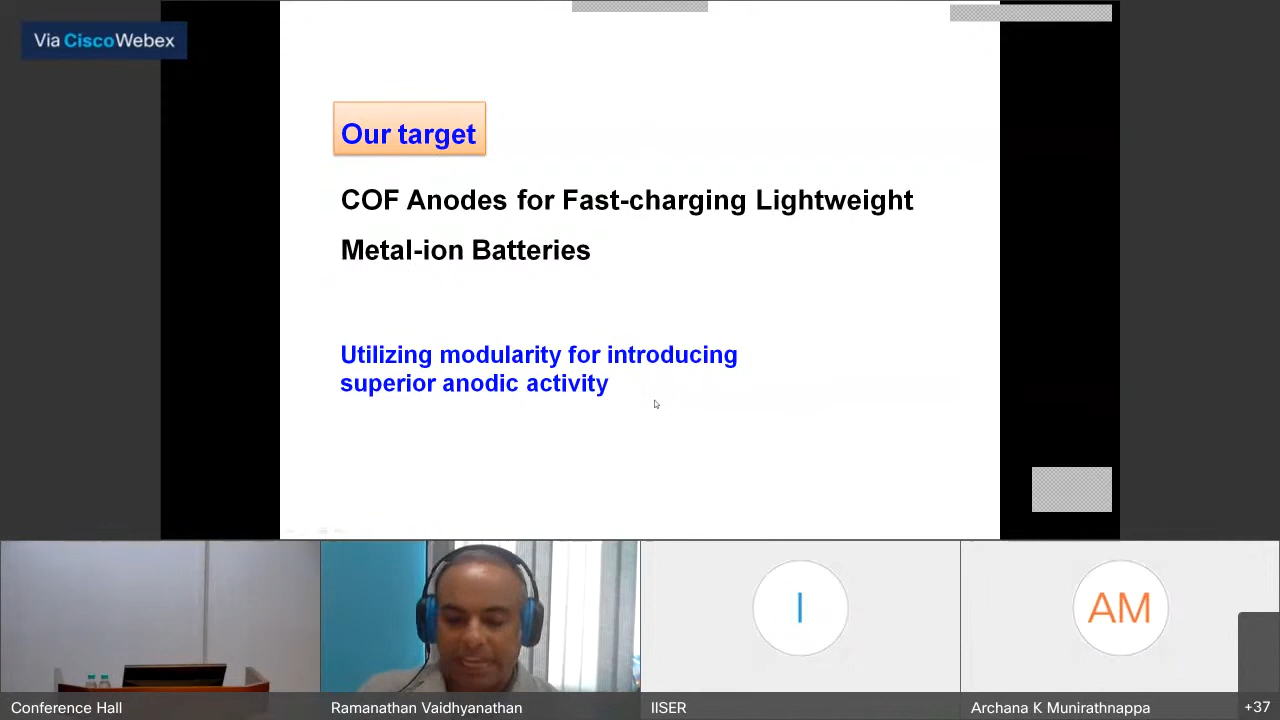 Via CiscoWebex
Our target
COF Anodes for Fast-charging Lightweight
Metal-ion Batteries
Utilizing modularity for introducing
superior anodic activity
I
AM
Conference Hall
Ramanathan Vaidhyanathan
IISER
Archana K Munirathnappa
+37